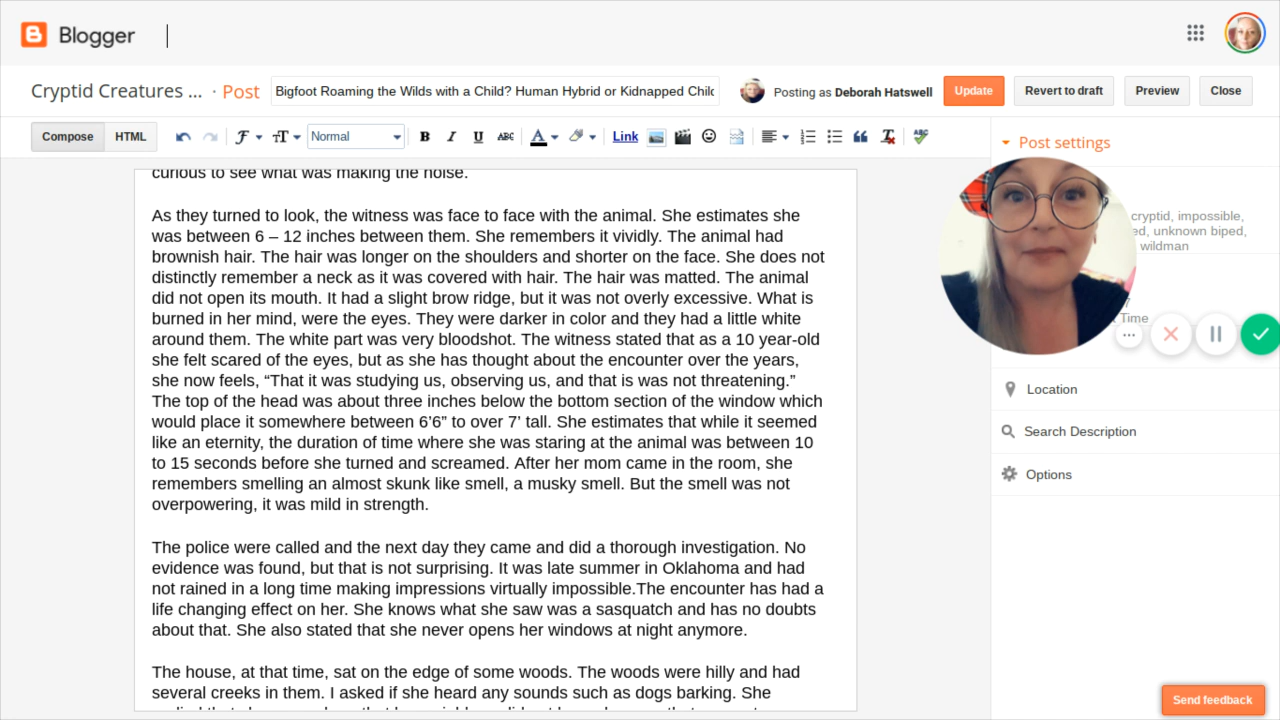 Blogger
Cryptid Creatures ... · Post
Bigfoot Roaming the Wilds with a Child? Human Hybrid or Kidnapped Child
Posting as Deborah Hatswell
Update
Revert to draft
Preview
Close
Compose
HTML
Normal
Link
Post settings
cryptid, impossible,
unknown biped,
wildman
Time
Location
Search Description
Options
Send feedback
curious to see what was making the noise.
As they turned to look, the witness was face to face with the animal. She estimates she
was between 6 – 12 inches between them. She remembers it vividly. The animal had
brownish hair. The hair was longer on the shoulders and shorter on the face. She does not
distinctly remember a neck as it was covered with hair. The hair was matted. The animal
did not open its mouth. It had a slight brow ridge, but it was not overly excessive. What is
burned in her mind, were the eyes. They were darker in color and they had a little white
around them. The white part was very bloodshot. The witness stated that as a 10 year-old
she felt scared of the eyes, but as she has thought about the encounter over the years,
she now feels, “That it was studying us, observing us, and that is was not threatening.”
The top of the head was about three inches below the bottom section of the window which
would place it somewhere between 6’6” to over 7’ tall. She estimates that while it seemed
like an eternity, the duration of time where she was staring at the animal was between 10
to 15 seconds before she turned and screamed. After her mom came in the room, she
remembers smelling an almost skunk like smell, a musky smell. But the smell was not
overpowering, it was mild in strength.
The police were called and the next day they came and did a thorough investigation. No
evidence was found, but that is not surprising. It was late summer in Oklahoma and had
not rained in a long time making impressions virtually impossible.The encounter has had a
life changing effect on her. She knows what she saw was a sasquatch and has no doubts
about that. She also stated that she never opens her windows at night anymore.
The house, at that time, sat on the edge of some woods. The woods were hilly and had
several creeks in them. I asked if she heard any sounds such as dogs barking. She